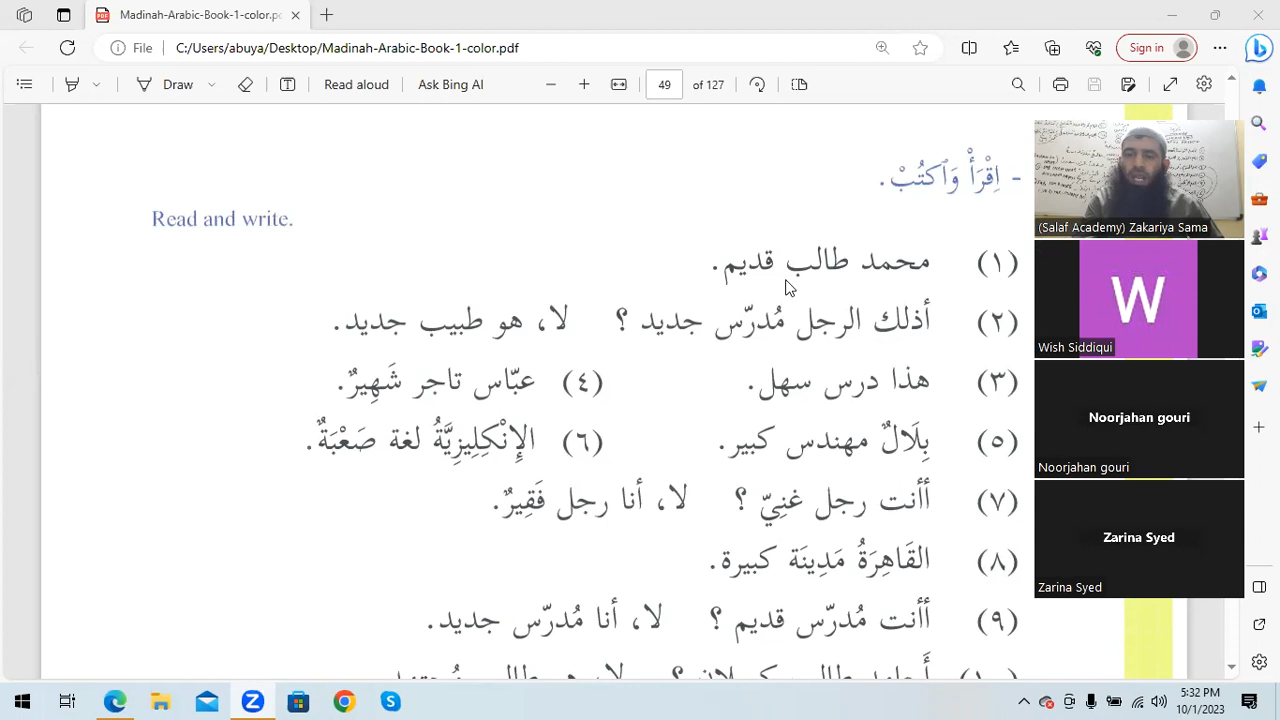 Madinah-Arabic-Book-1-color.pdf
File C:/Users/abuya/Desktop/Madinah-Arabic-Book-1-color.pdf Sign in
Draw Read aloud Ask Bing AI 49 of 127
- اِقْرَأْ وَٱكتُبْ .
Read and write.
(١) محمد طالب قديم.
(٢) أذلك الرجل مُدرّس جديد ؟ لا، هو طبيب جديد.
(٣) هذا درس سهل. (٤) عبّاس تاجر شَهِيرٌ.
(٥) بِلَالٌ مهندس كبير. (٦) الإِنْكِلِيزِيَّةُ لغة صَعْبَةٌ.
(٧) أأنت رجل غنِيّ ؟ لا، أنا رجل فَقِيرٌ.
(٨) القَاهِرَةُ مَدِينَة كبيرة.
(٩) أأنت مُدرّس قديم ؟ لا، أنا مُدرّس جديد.
(Salaf Academy) Zakariya Sama
W
Wish Siddiqui
Noorjahan gouri
Noorjahan gouri
Zarina Syed
Zarina Syed
5:32 PM
10/1/2023